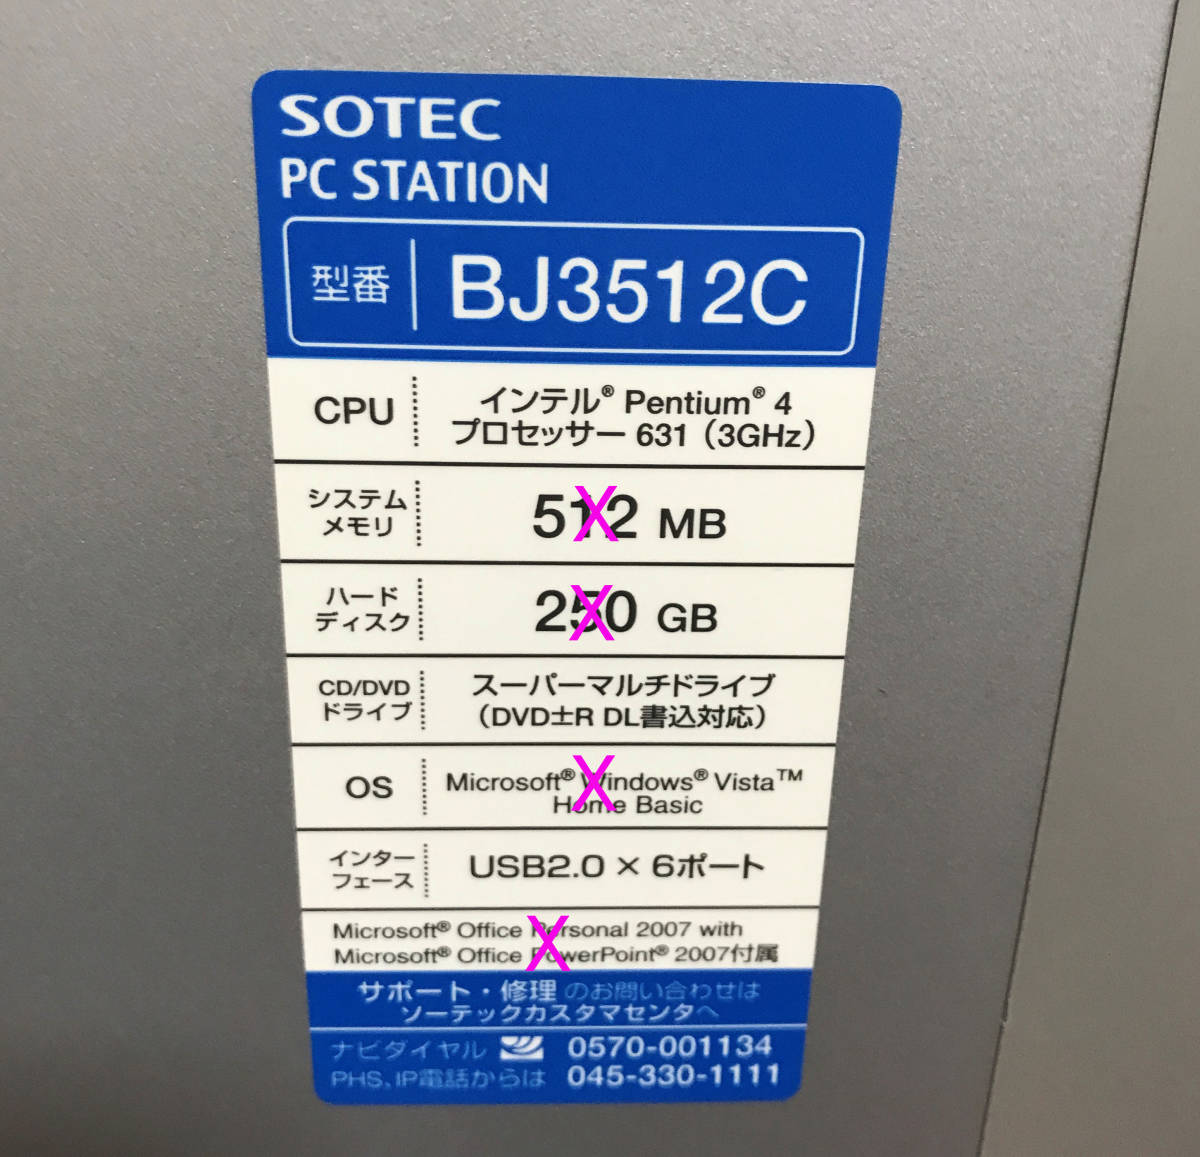 SOTEC
PC STATION
型番 BJ3512C
CPU インテル® Pentium® 4
プロセッサー 631（3GHz）
システム
メモリ
512 MB
X
ハード
ディスク
250 GB
X
CD/DVD
ドライブ
スーパーマルチドライブ
（DVD±R DL書込対応）
OS
Microsoft® Windows® Vista™
Home Basic
X
インター
フェース
USB2.0 × 6ポート
Microsoft® Office Personal 2007 with
Microsoft® Office PowerPoint® 2007付属
X
サポート・修理 のお問い合わせは
ソーテックカスタマセンタへ
ナビダイヤル 0570-001134
PHS、IP電話からは 045-330-1111